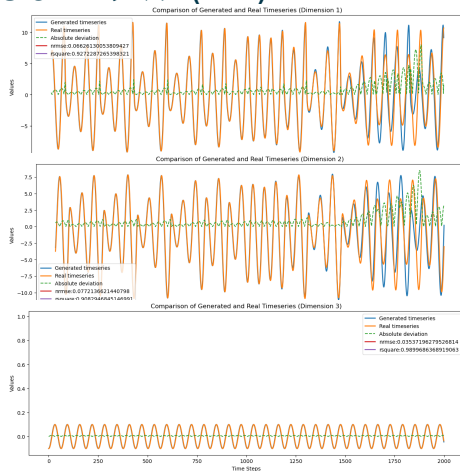 Comparison of Generated and Real Timeseries (Dimension 1)
Generated timeseries
Real timeseries
Absolute deviation
nrmse:0.06626130053809427
rsquare:0.9272287265398321
10
5
0
−5
Values
Comparison of Generated and Real Timeseries (Dimension 2)
7.5
5.0
2.5
0.0
−2.5
−5.0
−7.5
−10.0
Values
Generated timeseries
Real timeseries
Absolute deviation
nrmse:0.0772136621440798
Comparison of Generated and Real Timeseries (Dimension 3)
Generated timeseries
Real timeseries
Absolute deviation
nrmse:0.03537196279526814
rsquare:0.9899686368919063
1.0
0.8
0.6
0.4
0.2
0.0
Values
0
250
500
750
1000
1250
1500
1750
2000
Time Steps